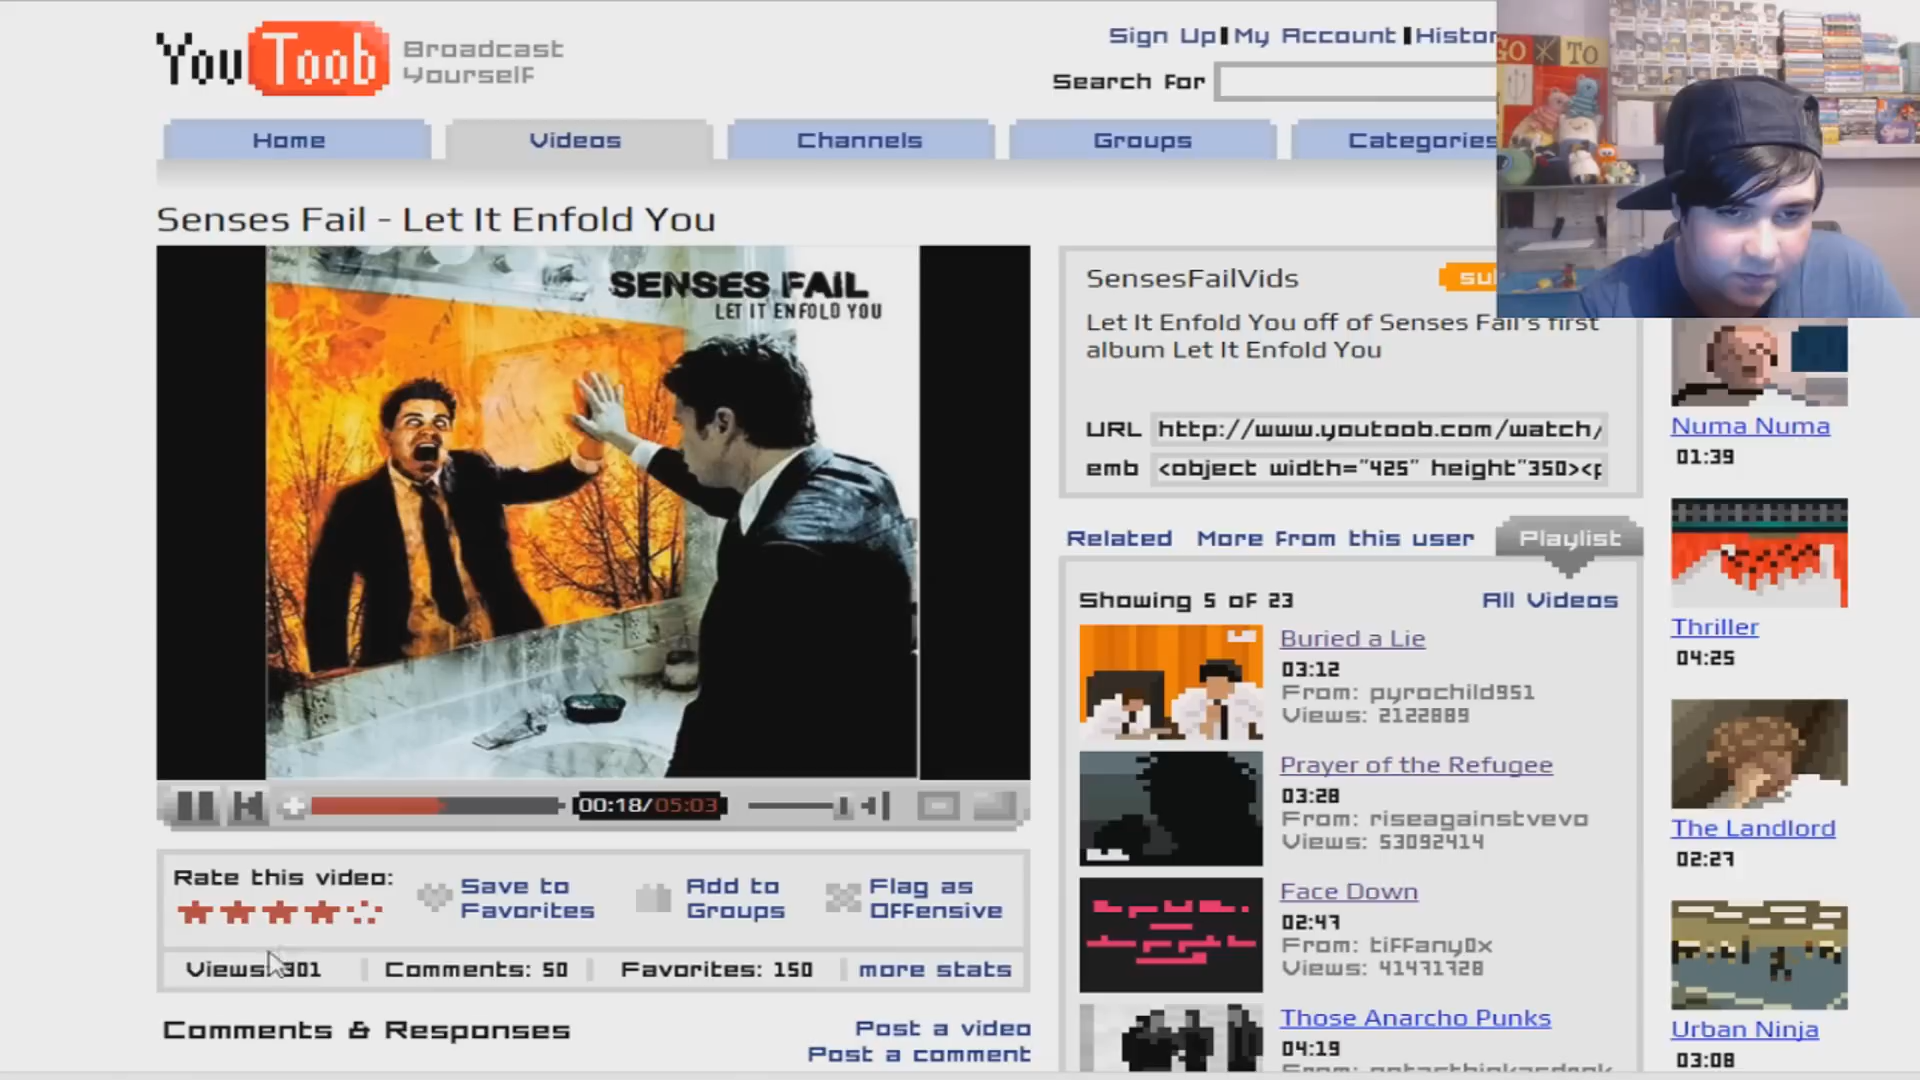 You Toob
Broadcast
Yourself
Sign Up My Account
Search for
Home Videos Channels Groups Categories
GO TO
Senses Fail - Let It Enfold You
SENSES FAIL
LET IT ENFOLD YOU
00:18/05:03
Rate this video:
Save to
Favorites
Add to
Groups
Flag as
Offensive
Views: 301 Comments: 50 Favorites: 150 more stats
Comments & Responses
Post a video
Post a comment
SensesFailVids
Let It Enfold You off of Senses Fail's first
album Let It Enfold You
URL http://www.youtoob.com/watch/
emb <object width="425" height"350><p
Related More from this user Playlist
Showing 5 of 23 All Videos
Buried a Lie
03:12
From: pyrochild951
Views: 2122889
Prayer of the Refugee
03:28
From: riseagainstvevo
Views: 53092414
Face Down
02:47
From: tiffany0x
Views: 41471728
Those Anarcho Punks
04:19
Numa Numa
01:39
Thriller
04:25
The Landlord
02:27
Urban Ninja
03:08